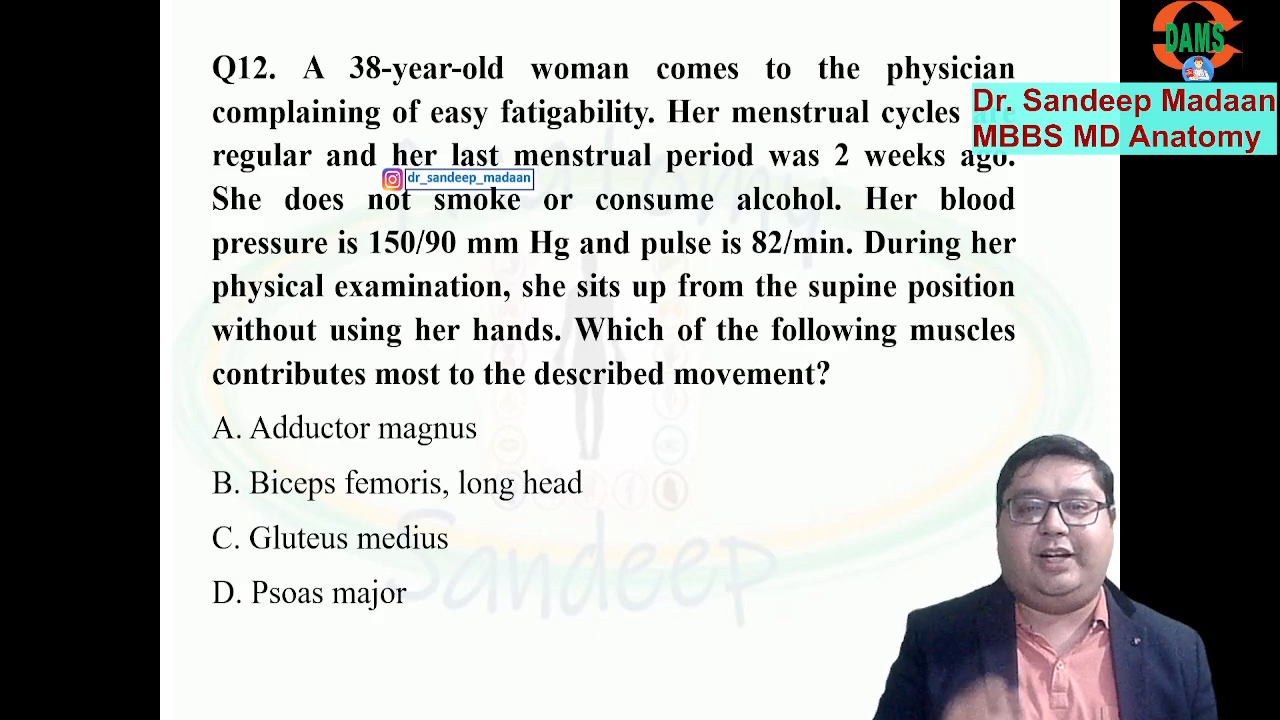 Q12. A 38-year-old woman comes to the physician
complaining of easy fatigability. Her menstrual cycles are
regular and her last menstrual period was 2 weeks ago.
She does not smoke or consume alcohol. Her blood
pressure is 150/90 mm Hg and pulse is 82/min. During her
physical examination, she sits up from the supine position
without using her hands. Which of the following muscles
contributes most to the described movement?
A. Adductor magnus
B. Biceps femoris, long head
C. Gluteus medius
D. Psoas major
DAMS
Dr. Sandeep Madaan
MBBS MD Anatomy
dr_sandeep_madaan
Anatomy
Sandeep